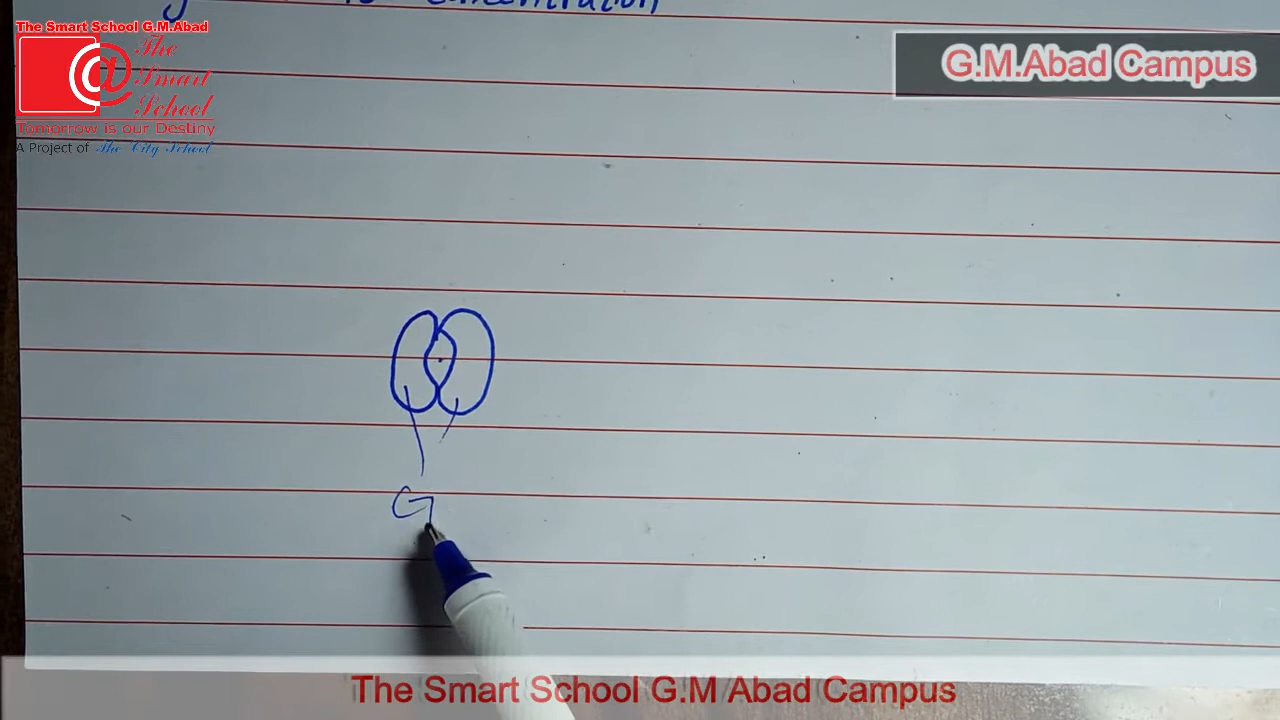 concentration
The Smart School G.M.Abad
The
Smart
School
Tomorrow is our Destiny
A Project of The City School
G.M.Abad Campus
G
The Smart School G.M Abad Campus